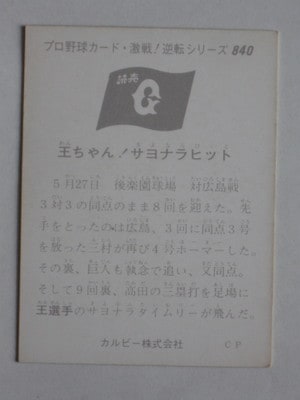 プロ野球カード・激戦!逆転シリーズ 840
読売
G
王ちゃん!サヨナラヒット
5月27日 後楽園球場 対広島戦
3対3の同点のまま8回を迎えた。先
手をとったのは広島、3回に同点3号
を放った三村が再び4号ホーマーした。
その裏、巨人も執念で追い、又同点。
そして9回裏、高田の三塁打を足場に
王選手のサヨナラタイムリーが飛んだ。
カルビー株式会社 CP